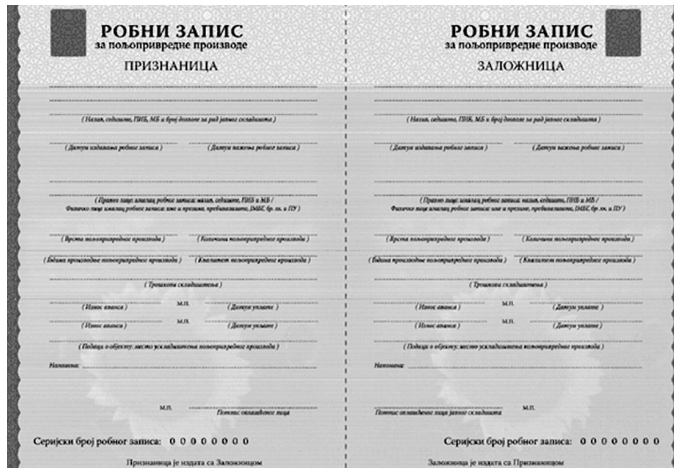 РОБНИ ЗАПИС
за пољопривредне производе
ПРИЗНАНИЦА
( Назив, седиште, ПИБ, МБ и број дозволе за рад јавног складишта )
( Датум издавања робног записа ) ( Датум важења робног записа )
( Правно лице ималац робног записа: назив, седиште, ПИБ и МБ /
Физичко лице ималац робног записа: име и презиме, пребивалиште, ЈМБГ, бр. лк. и ПУ )
( Врста пољопривредног производа ) ( Количина пољопривредног производа )
( Година производње пољопривредног производа ) ( Квалитет пољопривредног производа )
( Трошкови складиштења )
( Износ аванса ) М.П. ( Датум уплате )
( Износ аванса ) М.П. ( Датум уплате )
( Подаци о објекту: место ускладиштења пољопривредног производа )
Напомена:
М.П.
Потпис овлашћеног лица
Серијски број робног записа: 0 0 0 0 0 0 0 0
Признаница је издата са Заложницом
РОБНИ ЗАПИС
за пољопривредне производе
ЗАЛОЖНИЦА
( Назив, седиште, ПИБ, МБ и број дозволе за рад јавног складишта )
( Датум издавања робног записа ) ( Датум важења робног записа )
( Правно лице ималац робног записа: назив, седиште, ПИБ и МБ /
Физичко лице ималац робног записа: име и презиме, пребивалиште, ЈМБГ, бр. лк. и ПУ )
( Врста пољопривредног производа ) ( Количина пољопривредног производа )
( Година производње пољопривредног производа ) ( Квалитет пољопривредног производа )
( Трошкови складиштења )
( Износ аванса ) М.П. ( Датум уплате )
( Износ аванса ) М.П. ( Датум уплате )
( Подаци о објекту: место ускладиштења пољопривредног производа )
Напомена:
М.П.
Потпис овлашћеног лица јавног складишта
Серијски број робног записа: 0 0 0 0 0 0 0 0
Заложница је издата са Признаницом